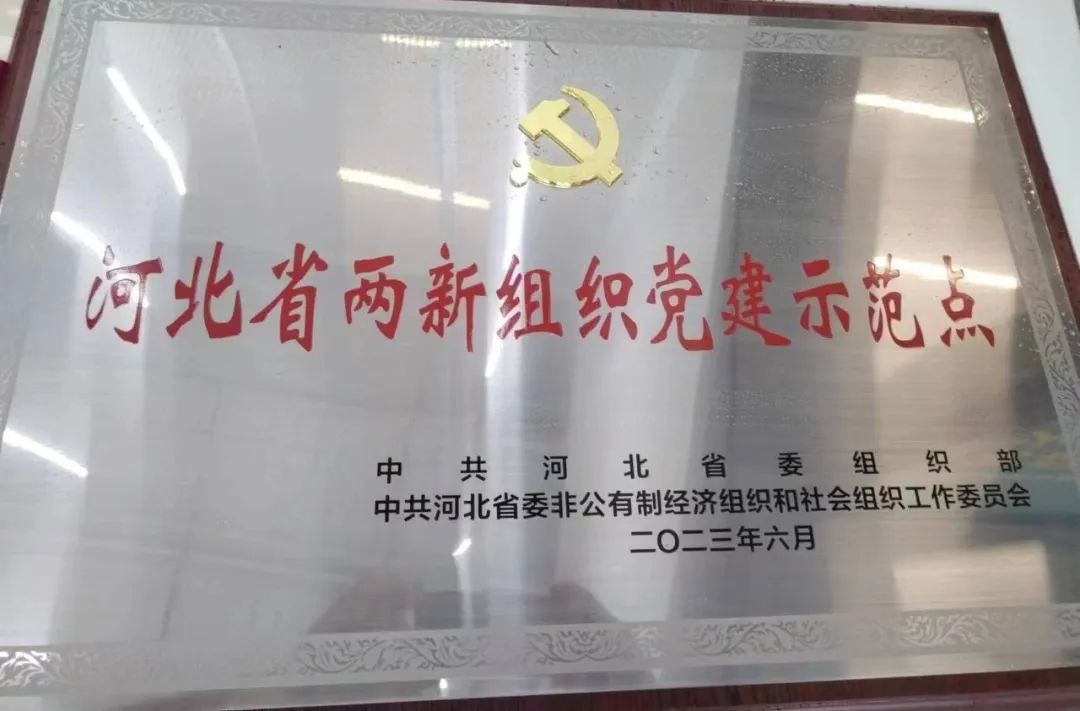 河北省两新组织党建示范点
中共河北省委组织部
中共河北省委非公有制经济组织和社会组织工作委员会
二〇二三年六月